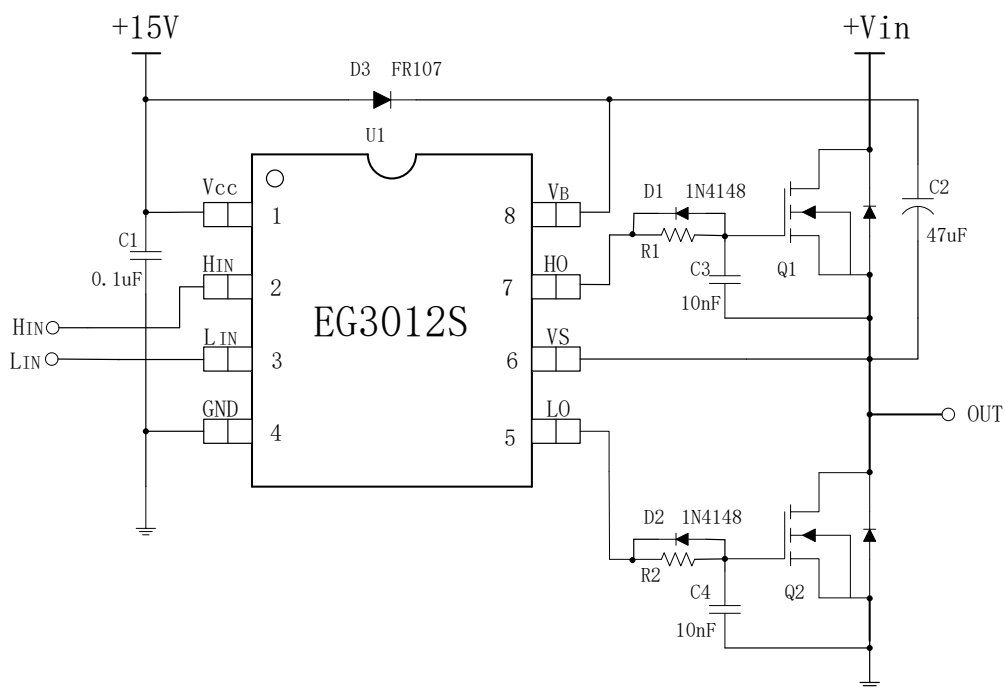 +15V
+Vin
D3 FR107
U1
Vcc
1
8
VB
D1 1N4148
C2
47uF
C1
0.1uF
R1
HIN
2
7
HO
C3
Q1
10nF
EG3012S
HIN
LIN
LIN
3
6
VS
GND
4
5
LO
OUT
D2 1N4148
R2
C4
Q2
10nF